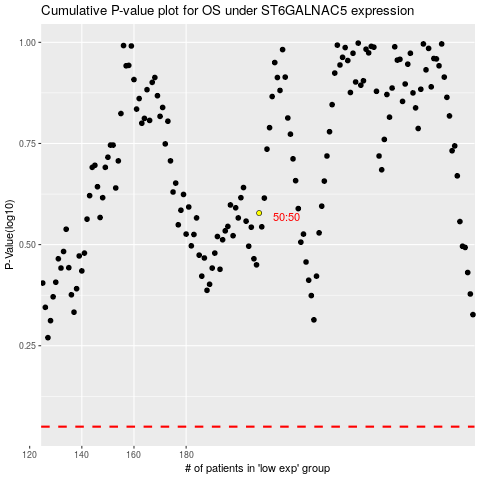 Cumulative P-value plot for OS under ST6GALNAC5 expression
1.00
0.75
0.50
0.25
P-Value(log10)
50:50
120 140 160 180
# of patients in 'low exp' group